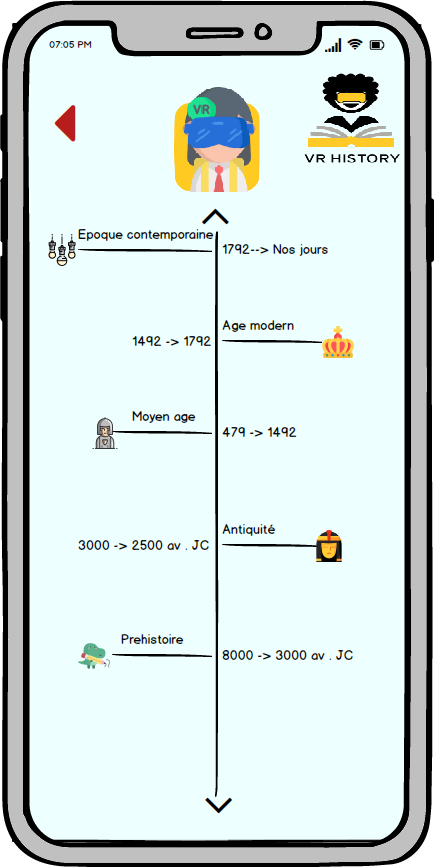 07:05 PM
VR
VR HISTORY
Epoque contemporaine
1792--> Nos jours
Age modern
1492 -> 1792
Moyen age
479 -> 1492
Antiquité
3000 -> 2500 av . JC
Prehistoire
8000 -> 3000 av . JC